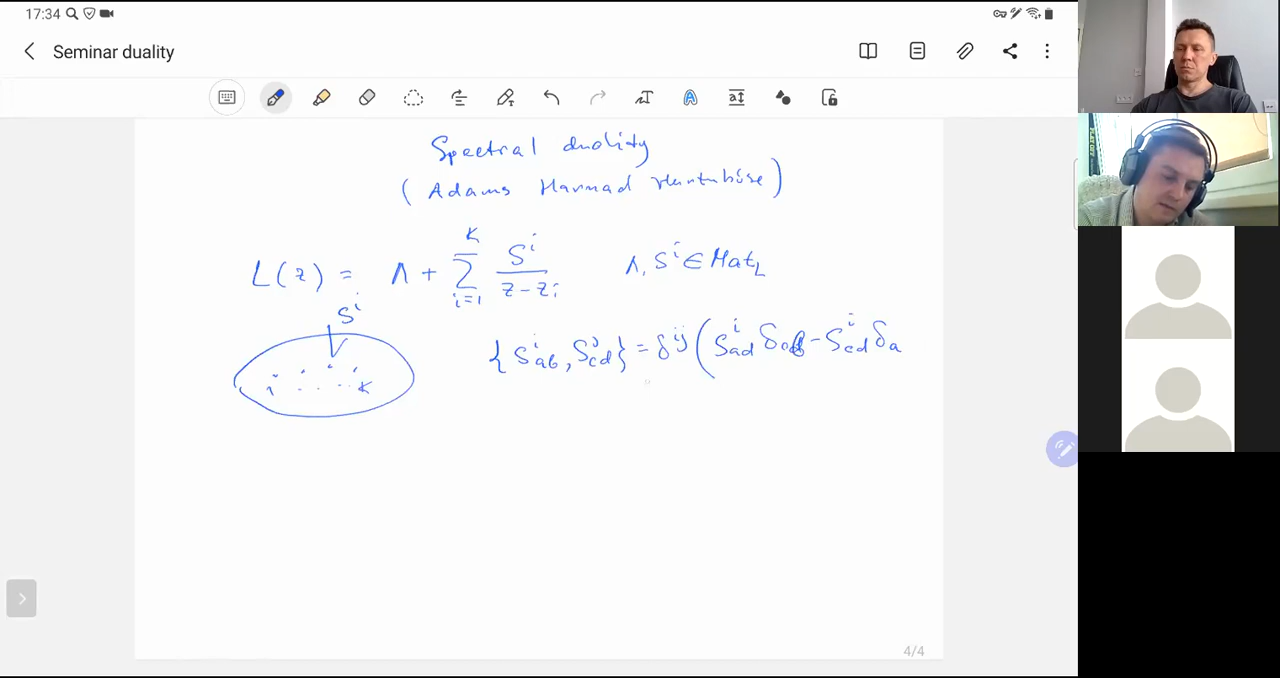 17:34
Seminar duality
Spectral duality
(Adams Harnad Hurtubise)
L(z) = Λ + ∑_{i=1}^{K} S^i / (z - z_i)   Λ, S^i ∈ Mat_L
S^i
{S^i_{ab}, S^j_{cd}} = δ^{ij} (S^i_{ad} δ_{cb} - S^i_{cd} δ_a
1 K
4/4